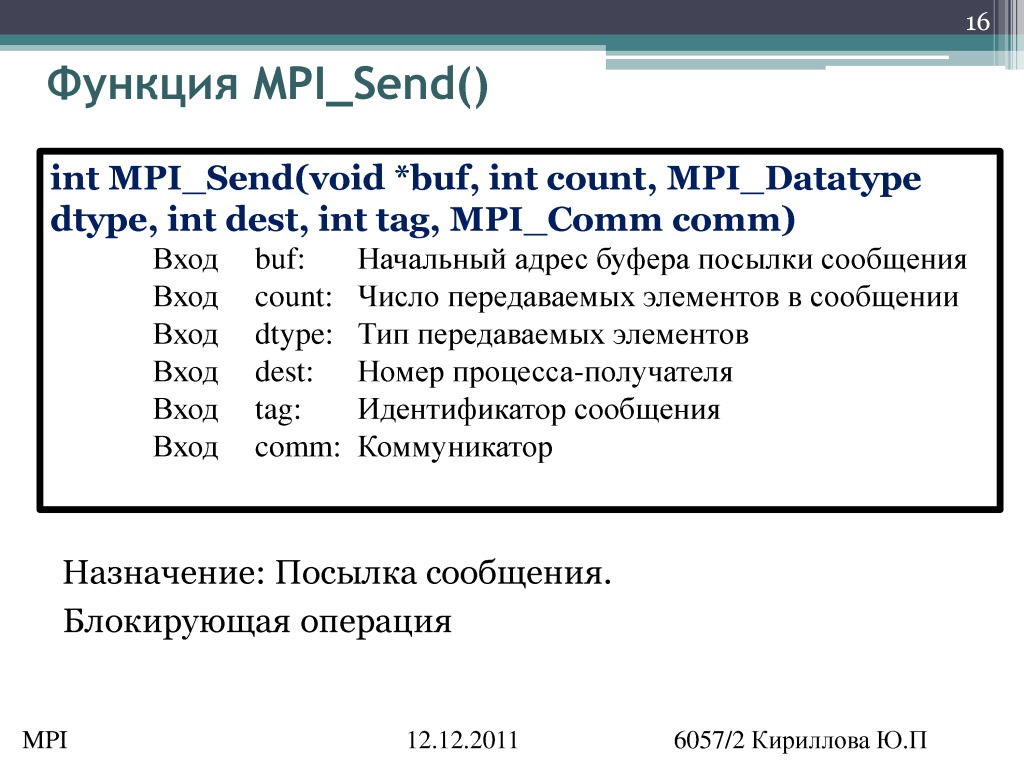 16
Функция MPI_Send()
int MPI_Send(void *buf, int count, MPI_Datatype
dtype, int dest, int tag, MPI_Comm comm)
Вход buf: Начальный адрес буфера посылки сообщения
Вход count: Число передаваемых элементов в сообщении
Вход dtype: Тип передаваемых элементов
Вход dest: Номер процесса-получателя
Вход tag: Идентификатор сообщения
Вход comm: Коммуникатор
Назначение: Посылка сообщения.
Блокирующая операция
MPI 12.12.2011 6057/2 Кириллова Ю.П